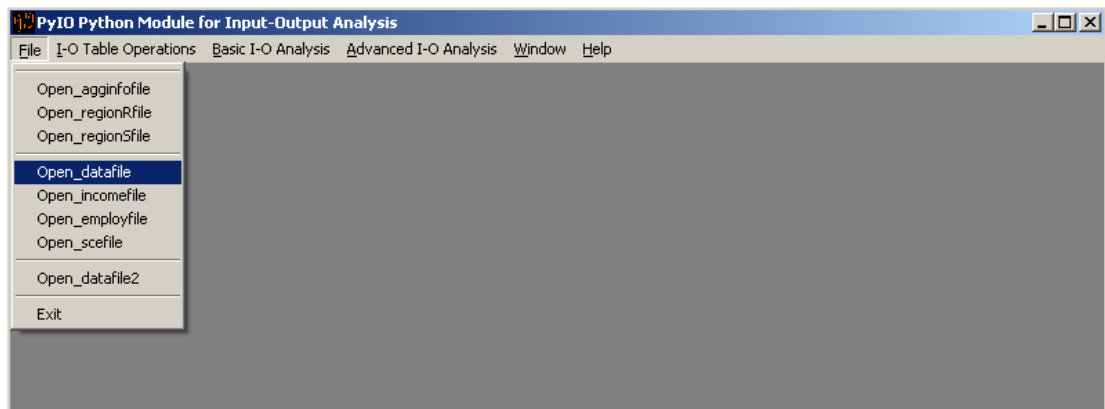 PyIO Python Module for Input-Output Analysis
File I-O Table Operations Basic I-O Analysis Advanced I-O Analysis Window Help
Open_agginfofile
Open_regionRfile
Open_regionSfile
Open_datafile
Open_incomefile
Open_employfile
Open_scefile
Open_datafile2
Exit